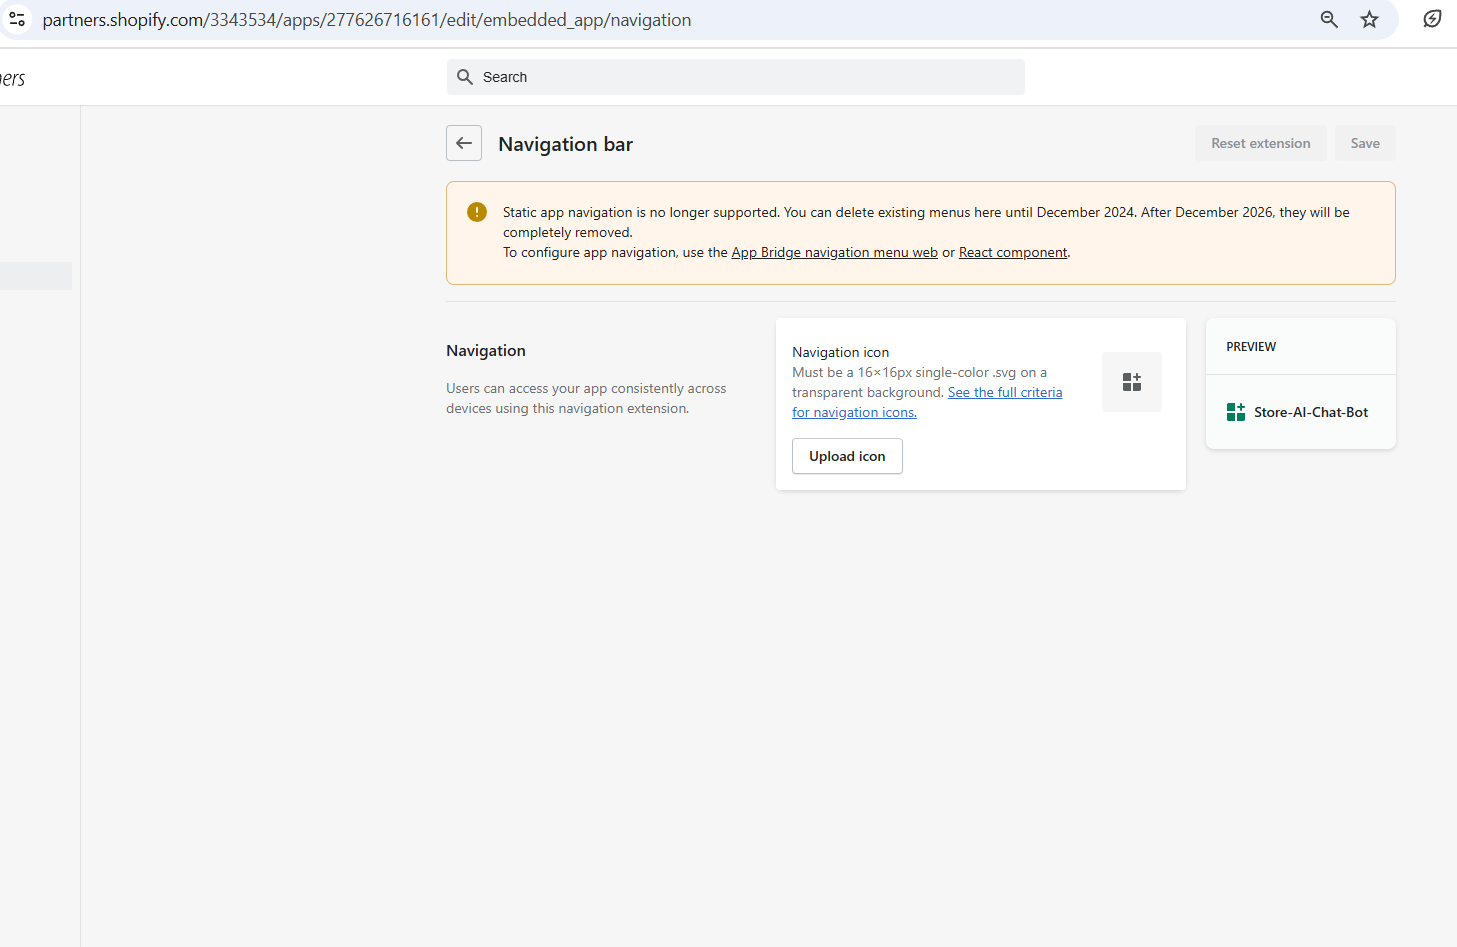 partners.shopify.com/3343534/apps/277626716161/edit/embedded_app/navigation
ners
Search
Navigation bar
Reset extension
Save
Static app navigation is no longer supported. You can delete existing menus here until December 2024. After December 2026, they will be
completely removed.
To configure app navigation, use the App Bridge navigation menu web or React component.
Navigation
Users can access your app consistently across
devices using this navigation extension.
Navigation icon
Must be a 16×16px single-color .svg on a
transparent background. See the full criteria
for navigation icons.
Upload icon
PREVIEW
Store-AI-Chat-Bot